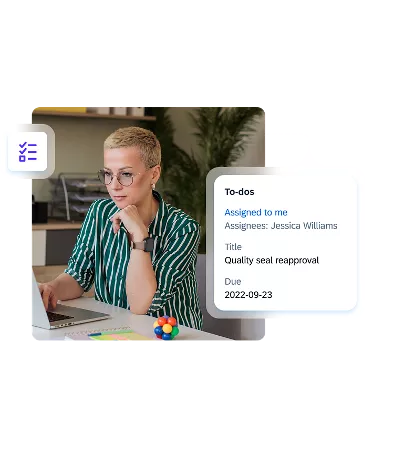 To-dos
Assigned to me
Assignees: Jessica Williams
Title
Quality seal reapproval
Due
2022-09-23